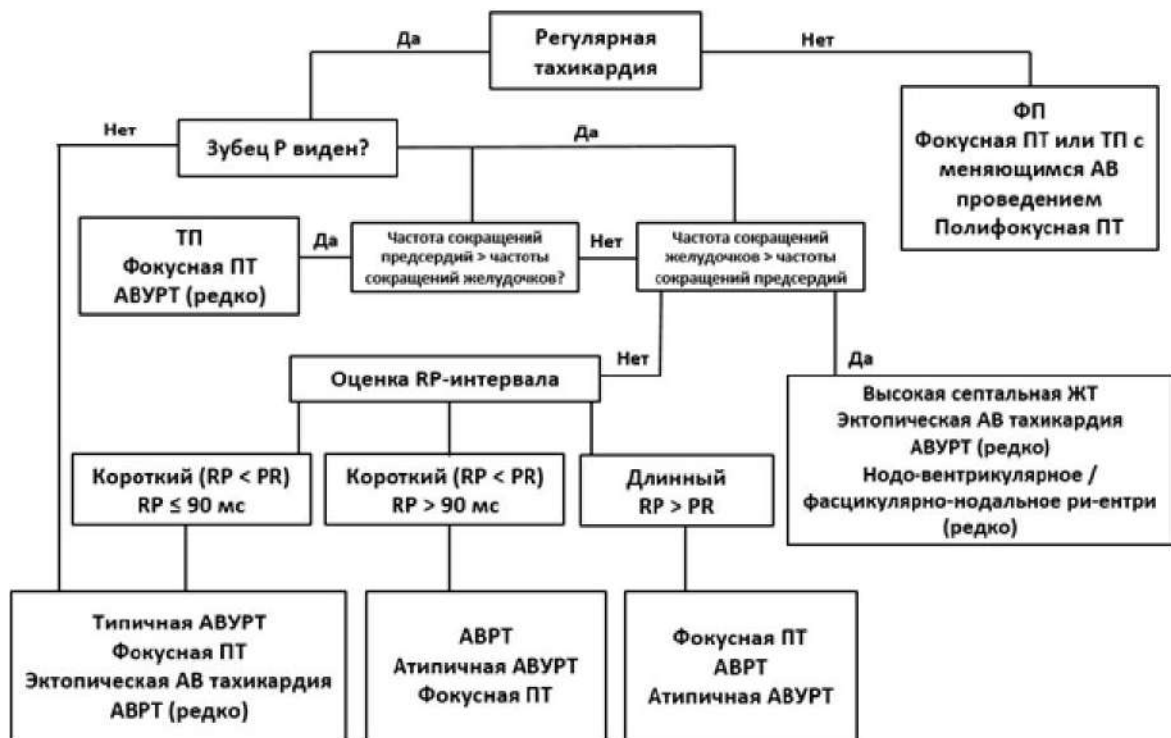 Да
Регулярная
тахикардия
Нет
Нет
Зубец Р виден?
Да
ФП
Фокусная ПТ или ТП с
меняющимся АВ
проведением
Полифокусная ПТ
ТП
Фокусная ПТ
АВУРТ (редко)
Да
Частота сокращений
предсердий > частоты
сокращений желудочков?
Нет
Частота сокращений
желудочков > частоты
сокращений предсердий
Нет
Да
Оценка RP-интервала
Высокая септальная ЖТ
Эктопическая АВ тахикардия
АВУРТ (редко)
Нодо-вентрикулярное /
фасцикулярно-нодальное ри-ентри
(редко)
Короткий (RP < PR)
RP ≤ 90 мс
Короткий (RP < PR)
RP > 90 мс
Длинный
RP > PR
Типичная АВУРТ
Фокусная ПТ
Эктопическая АВ тахикардия
АВРТ (редко)
АВРТ
Атипичная АВУРТ
Фокусная ПТ
Фокусная ПТ
АВРТ
Атипичная АВУРТ